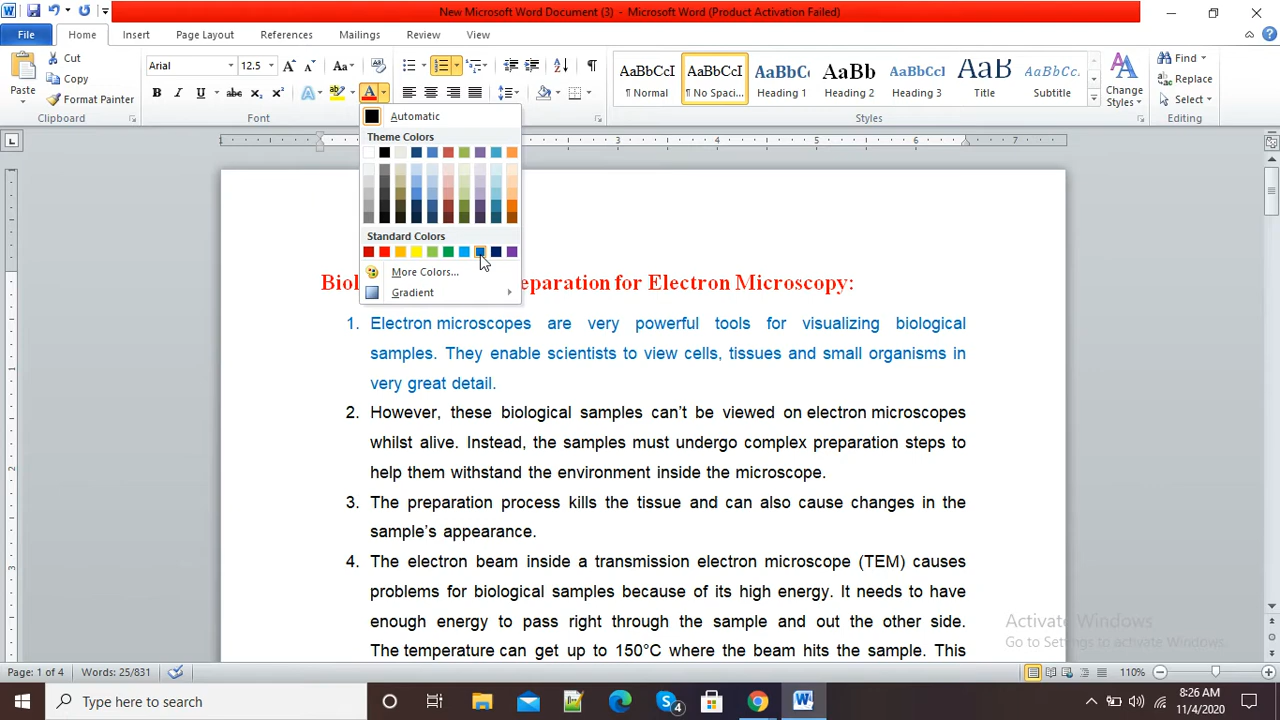 New Microsoft Word Document (3) - Microsoft Word (Product Activation Failed)
File Home Insert Page Layout References Mailings Review View
Paste
Cut
Copy
Format Painter
Clipboard
Arial 12.5
Font
AaBbCcI AaBbCcI AaBbCc AaBbCc AaBbCcI AaB AaBbCcL
¶ Normal ¶ No Spaci... Heading 1 Heading 2 Heading 3 Title Subtitle
Change
Styles
Styles
Find
Replace
Select
Editing
Automatic
Theme Colors
Standard Colors
More Colors...
Gradient
1 3 4 5 6 7
Biol paration for Electron Microscopy:
1. Electron microscopes are very powerful tools for visualizing biological
samples. They enable scientists to view cells, tissues and small organisms in
very great detail.
2. However, these biological samples can’t be viewed on electron microscopes
whilst alive. Instead, the samples must undergo complex preparation steps to
help them withstand the environment inside the microscope.
3. The preparation process kills the tissue and can also cause changes in the
sample’s appearance.
4. The electron beam inside a transmission electron microscope (TEM) causes
problems for biological samples because of its high energy. It needs to have
enough energy to pass right through the sample and out the other side.
The temperature can get up to 150°C where the beam hits the sample. This
Activate Windows
Go to Settings to activate Windows.
Page: 1 of 4 Words: 25/831 110%
Type here to search
4
8:26 AM
11/4/2020